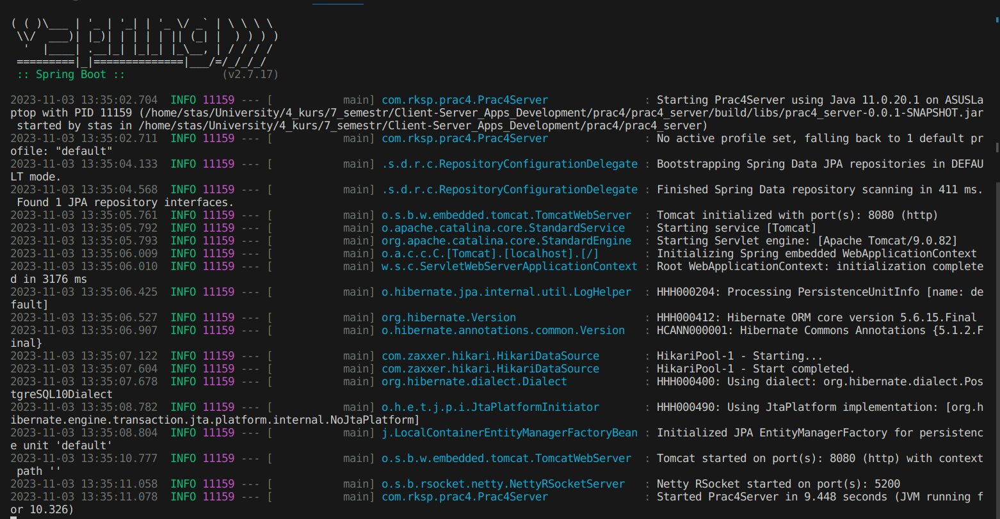 ( ( )\___ | '_ | '_| | '_ \/ _` | \ \ \ \
 \\/  ___)| |_)| | | | | || (_| |  ) ) ) )
  '  |____| .__|_| |_|_| |_\__, | / / / /
 =========|_|==============|___/=/_/_/_/
 :: Spring Boot ::               (v2.7.17)
2023-11-03 13:35:02.704  INFO 11159 --- [           main] com.rksp.prac4.Prac4Server               : Starting Prac4Server using Java 11.0.20.1 on ASUSLa
ptop with PID 11159 (/home/stas/University/4_kurs/7_semestr/Client-Server_Apps_Development/prac4/prac4_server/build/libs/prac4_server-0.0.1-SNAPSHOT.jar
 started by stas in /home/stas/University/4_kurs/7_semestr/Client-Server_Apps_Development/prac4/prac4_server)
2023-11-03 13:35:02.711  INFO 11159 --- [           main] com.rksp.prac4.Prac4Server               : No active profile set, falling back to 1 default pr
ofile: "default"
2023-11-03 13:35:04.133  INFO 11159 --- [           main] .s.d.r.c.RepositoryConfigurationDelegate : Bootstrapping Spring Data JPA repositories in DEFAU
LT mode.
2023-11-03 13:35:04.568  INFO 11159 --- [           main] .s.d.r.c.RepositoryConfigurationDelegate : Finished Spring Data repository scanning in 411 ms.
 Found 1 JPA repository interfaces.
2023-11-03 13:35:05.761  INFO 11159 --- [           main] o.s.b.w.embedded.tomcat.TomcatWebServer  : Tomcat initialized with port(s): 8080 (http)
2023-11-03 13:35:05.792  INFO 11159 --- [           main] o.apache.catalina.core.StandardService   : Starting service [Tomcat]
2023-11-03 13:35:05.793  INFO 11159 --- [           main] org.apache.catalina.core.StandardEngine  : Starting Servlet engine: [Apache Tomcat/9.0.82]
2023-11-03 13:35:06.009  INFO 11159 --- [           main] o.a.c.c.C.[Tomcat].[localhost].[/]       : Initializing Spring embedded WebApplicationContext
2023-11-03 13:35:06.010  INFO 11159 --- [           main] w.s.c.ServletWebServerApplicationContext : Root WebApplicationContext: initialization complete
d in 3176 ms
2023-11-03 13:35:06.425  INFO 11159 --- [           main] o.hibernate.jpa.internal.util.LogHelper  : HHH000204: Processing PersistenceUnitInfo [name: de
fault]
2023-11-03 13:35:06.527  INFO 11159 --- [           main] org.hibernate.Version                    : HHH000412: Hibernate ORM core version 5.6.15.Final
2023-11-03 13:35:06.907  INFO 11159 --- [           main] o.hibernate.annotations.common.Version   : HCANN000001: Hibernate Commons Annotations {5.1.2.F
inal}
2023-11-03 13:35:07.122  INFO 11159 --- [           main] com.zaxxer.hikari.HikariDataSource       : HikariPool-1 - Starting...
2023-11-03 13:35:07.604  INFO 11159 --- [           main] com.zaxxer.hikari.HikariDataSource       : HikariPool-1 - Start completed.
2023-11-03 13:35:07.678  INFO 11159 --- [           main] org.hibernate.dialect.Dialect            : HHH000400: Using dialect: org.hibernate.dialect.Pos
tgreSQL10Dialect
2023-11-03 13:35:08.782  INFO 11159 --- [           main] o.h.e.t.j.p.i.JtaPlatformInitiator       : HHH000490: Using JtaPlatform implementation: [org.h
ibernate.engine.transaction.jta.platform.internal.NoJtaPlatform]
2023-11-03 13:35:08.804  INFO 11159 --- [           main] j.LocalContainerEntityManagerFactoryBean : Initialized JPA EntityManagerFactory for persistenc
e unit 'default'
2023-11-03 13:35:10.777  INFO 11159 --- [           main] o.s.b.w.embedded.tomcat.TomcatWebServer  : Tomcat started on port(s): 8080 (http) with context
 path ''
2023-11-03 13:35:11.058  INFO 11159 --- [           main] o.s.b.rsocket.netty.NettyRSocketServer   : Netty RSocket started on port(s): 5200
2023-11-03 13:35:11.078  INFO 11159 --- [           main] com.rksp.prac4.Prac4Server               : Started Prac4Server in 9.448 seconds (JVM running f
or 10.326)